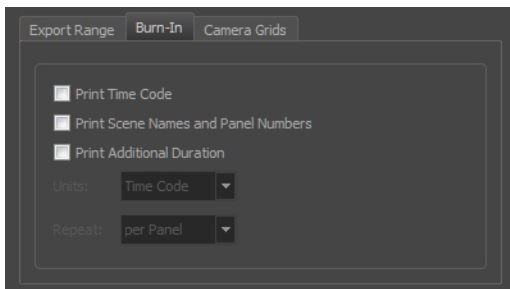 Export Range Burn-In Camera Grids
Print Time Code
Print Scene Names and Panel Numbers
Print Additional Duration
Units: Time Code
Repeat: per Panel